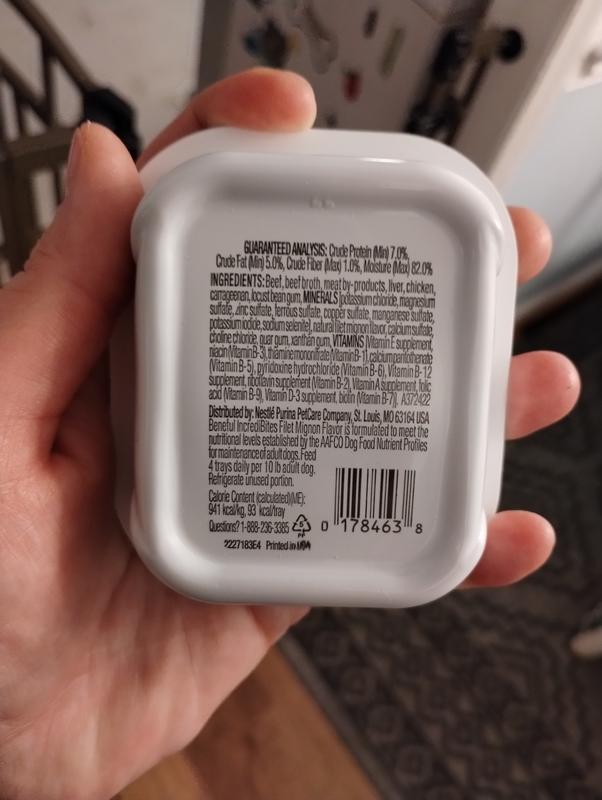 GUARANTEED ANALYSIS: Crude Protein (Min) 7.0%,
Crude Fat (Min) 5.0%, Crude Fiber (Max) 1.0%, Moisture (Max) 82.0%
INGREDIENTS: Beef, beef broth, meat by-products, liver, chicken,
carrageenan, locust bean gum, MINERALS [potassium chloride, magnesium
sulfate, zinc sulfate, ferrous sulfate, copper sulfate, manganese sulfate,
potassium iodide, sodium selenite], natural filet mignon flavor, calcium sulfate,
choline chloride, guar gum, xanthan gum, VITAMINS [Vitamin E supplement,
niacin (Vitamin B-3), thiamine mononitrate (Vitamin B-1), calcium pantothenate
(Vitamin B-5), pyridoxine hydrochloride (Vitamin B-6), Vitamin B-12
supplement, riboflavin supplement (Vitamin B-2), Vitamin A supplement, folic
acid (Vitamin B-9), Vitamin D-3 supplement, biotin (Vitamin B-7)]. A372422
Distributed by: Nestlé Purina PetCare Company, St. Louis, MO 63164 USA
Beneful IncrediBites Filet Mignon Flavor is formulated to meet the
nutritional levels established by the AAFCO Dog Food Nutrient Profiles
for maintenance of adult dogs. Feed
4 trays daily per 10 lb adult dog.
Refrigerate unused portion.
Calorie Content (calculated)(ME):
941 kcal/kg, 93 kcal/tray
Questions? 1-888-236-3385
5
PP
0 178463 8
2227183E4 Printed in